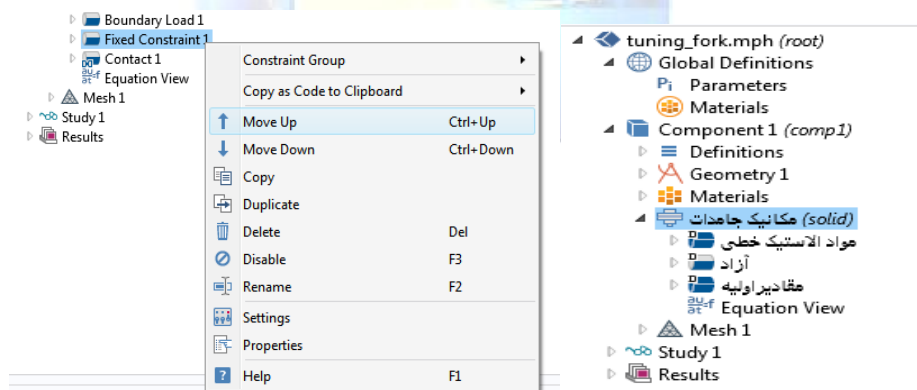 Boundary Load 1
Fixed Constraint 1
Contact 1
Equation View
Mesh 1
Study 1
Results
Constraint Group
Copy as Code to Clipboard
Move Up Ctrl+Up
Move Down Ctrl+Down
Copy
Duplicate
Delete Del
Disable F3
Rename F2
Settings
Properties
Help F1
tuning_fork.mph (root)
Global Definitions
Pi Parameters
Materials
Component 1 (comp1)
Definitions
Geometry 1
Materials
مکانیک جامدات (solid)
مواد الاستیک خطی
آزاد
مقادیر اولیه
Equation View
Mesh 1
Study 1
Results